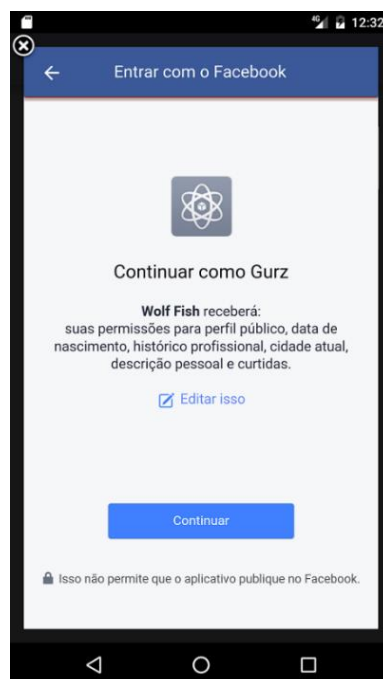 4G 12:32
Entrar com o Facebook
Continuar como Gurz
Wolf Fish receberá:
suas permissões para perfil público, data de
nascimento, histórico profissional, cidade atual,
descrição pessoal e curtidas.
Editar isso
Continuar
Isso não permite que o aplicativo publique no Facebook.